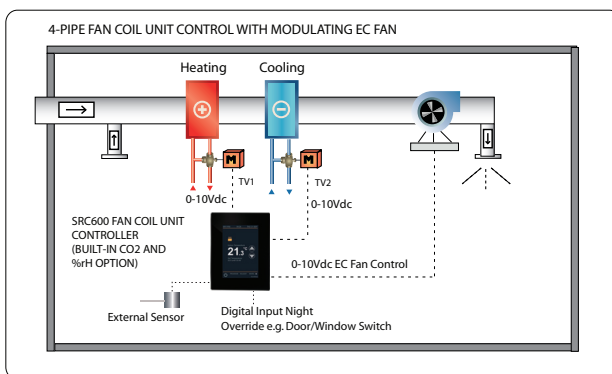 4-PIPE FAN COIL UNIT CONTROL WITH MODULATING EC FAN
Heating
Cooling
M
M
TV1
TV2
0-10Vdc
0-10Vdc
SRC600 FAN COIL UNIT
CONTROLLER
(BUILT-IN CO2 AND
%rH OPTION)
21.3
0-10Vdc EC Fan Control
External Sensor
Digital Input Night
Override e.g. Door/Window Switch